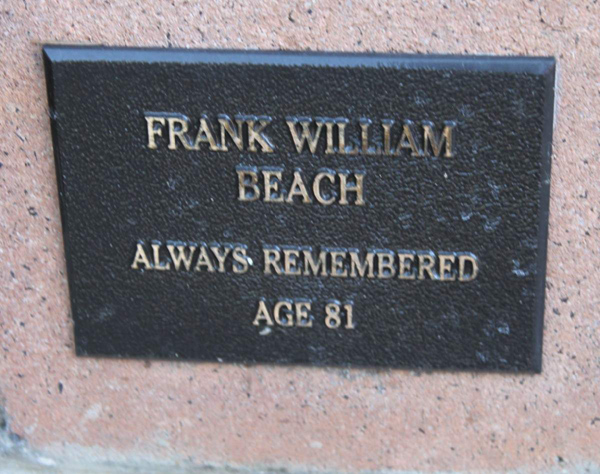 FRANK WILLIAM
BEACH
ALWAYS REMEMBERED
AGE 81